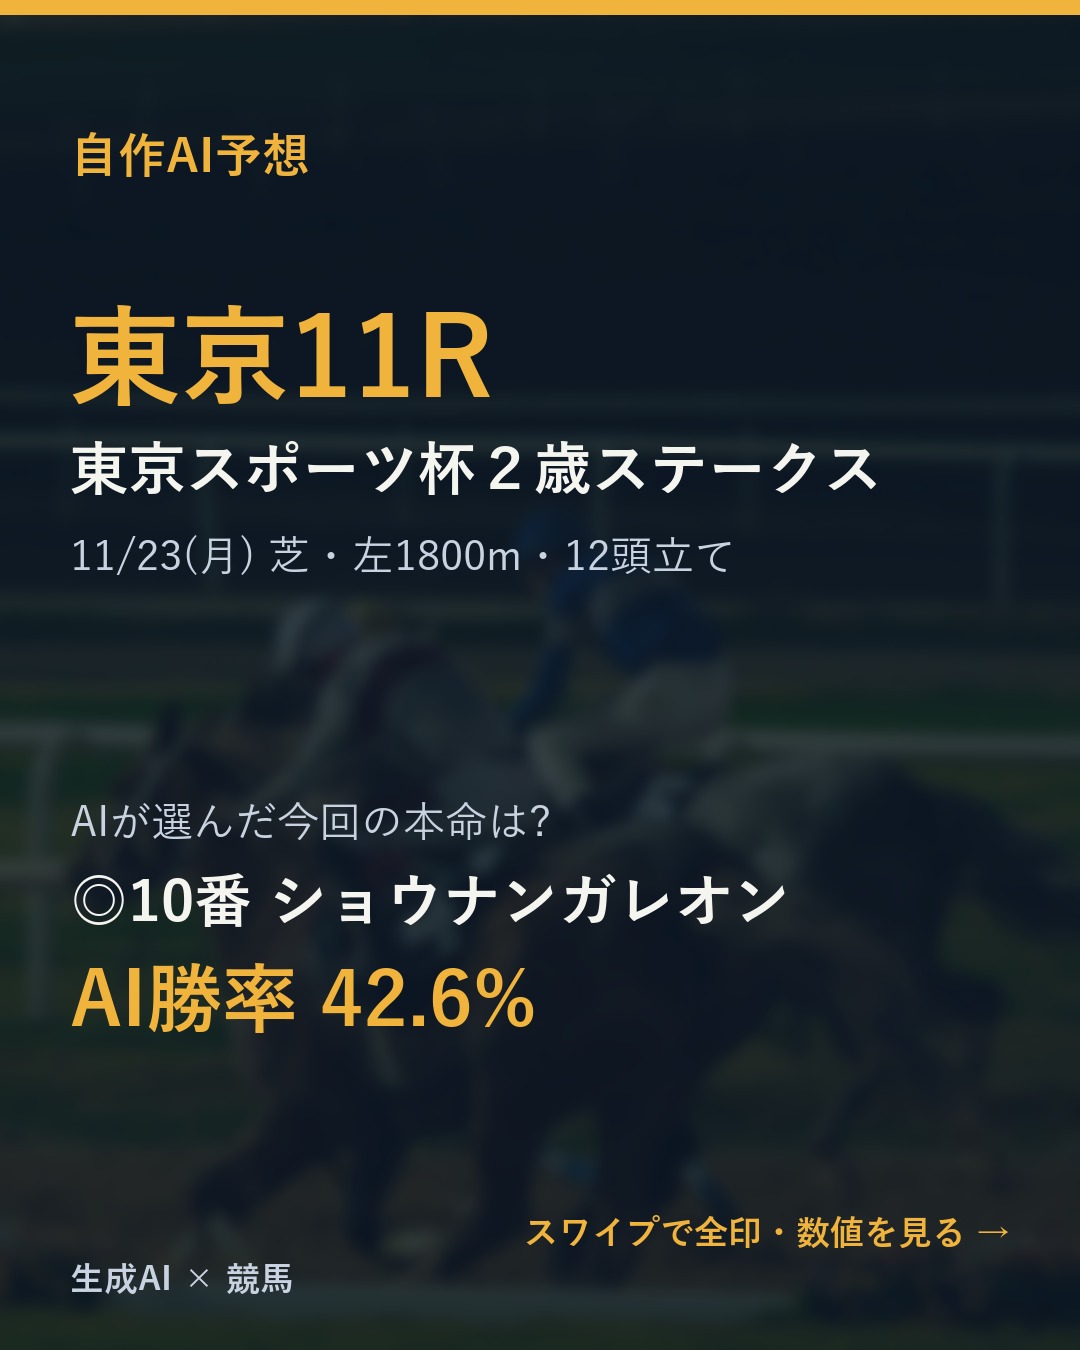 自作AI予想
東京11R
東京スポーツ杯２歳ステークス
11/23(月) 芝・左1800m・12頭立て
AIが選んだ今回の本命は?
◎10番 ショウナンガレオン
AI勝率 42.6%
スワイプで全印・数値を見る →
生成AI × 競馬